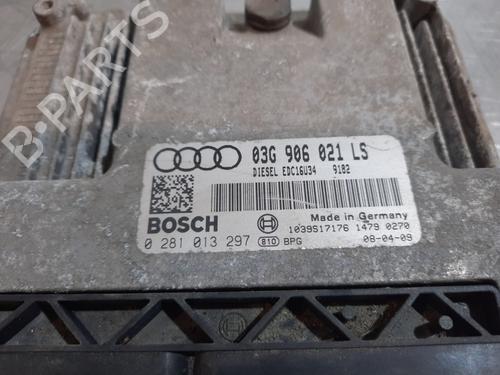 03G 906 021 LS
DIESEL EDC16U34 9182
BOSCH
Made in Germany
1039S17176 1479 0270
0 281 013 297 810 BPG 08-04-09
B-PARTS